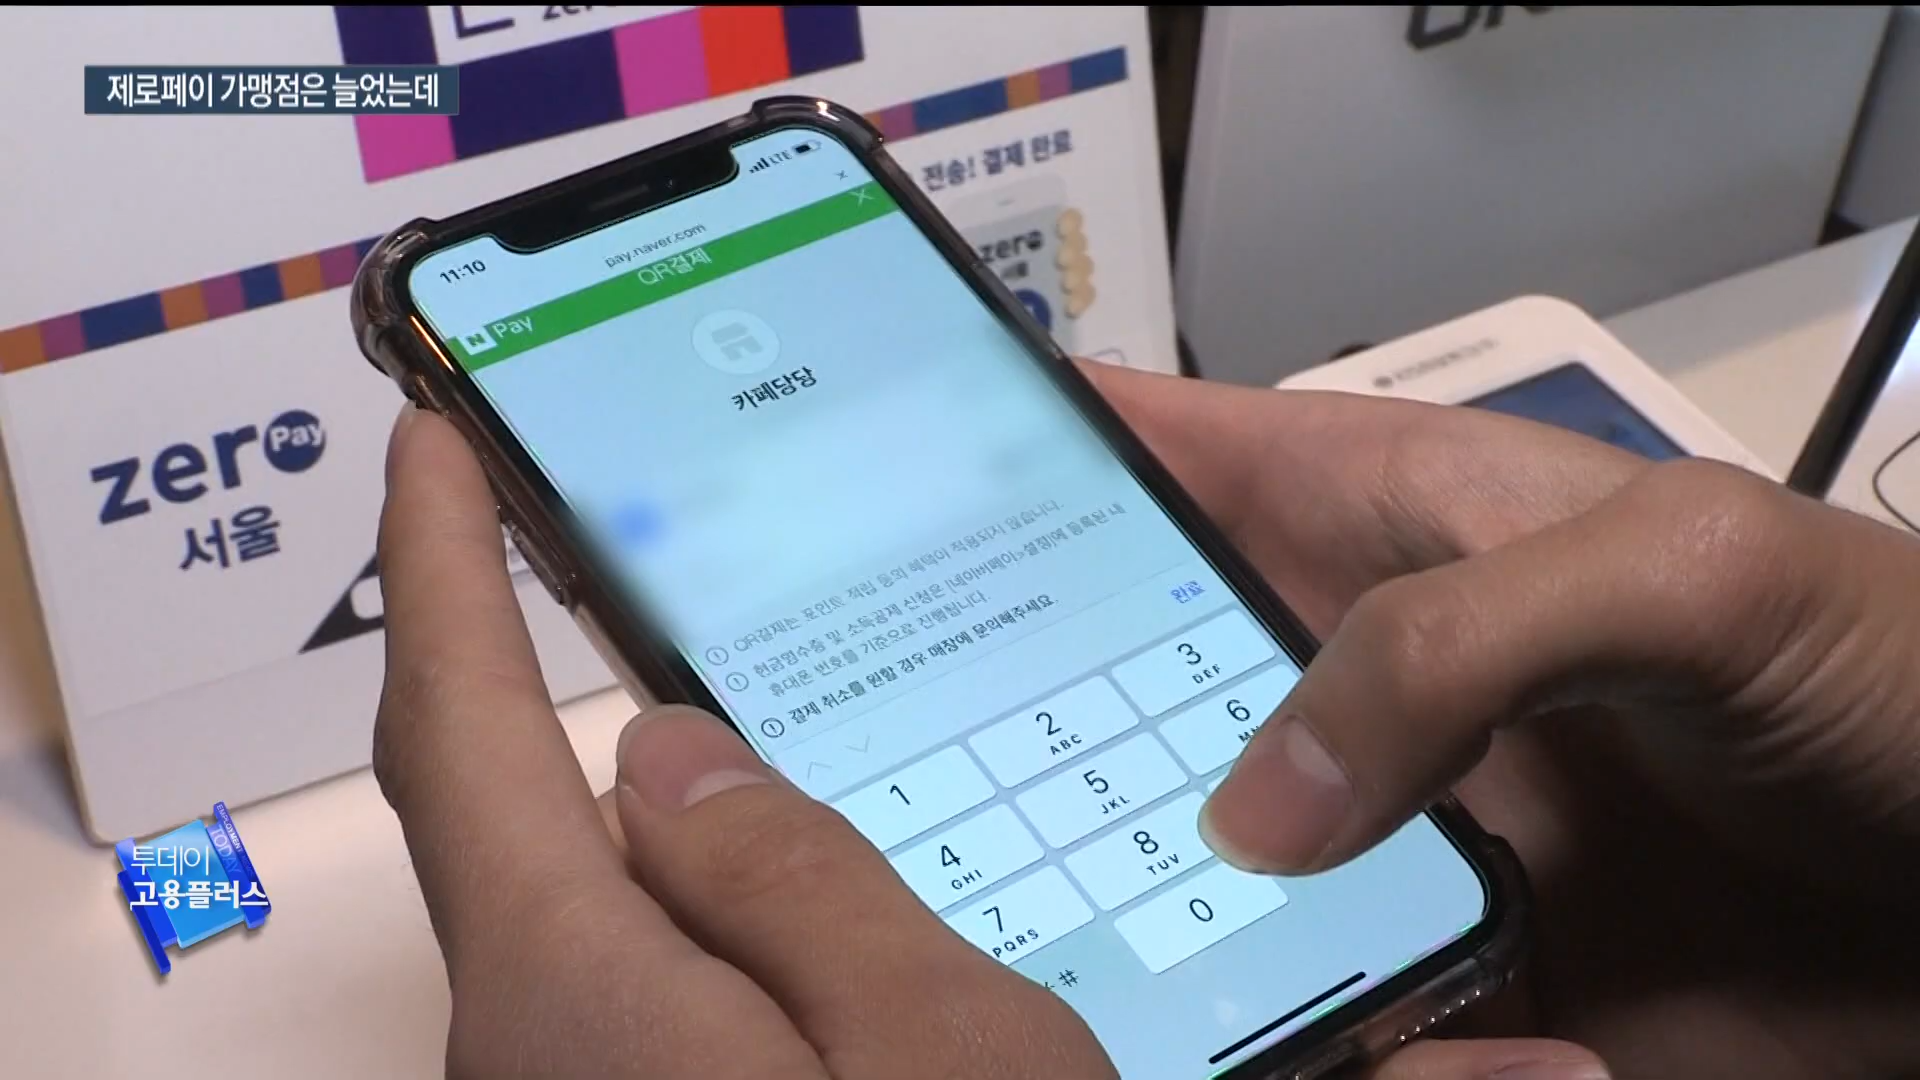 제로페이 가맹점은 늘었는데
전송! 결제 완료
zero
서울
LTE
11:10
pay.naver.com
QR결제
N Pay
카페당당
zero Pay
서울
QR결제는 포인트 적립 등의 혜택이 적용되지 않습니다.
현금영수증 및 소득공제 신청은 [네이버페이>설정]에 등록된 내
휴대폰 번호를 기준으로 진행됩니다.
결제 취소를 원할 경우 매장에 문의해주세요.
완료
1
2 ABC
3 DEF
4 GHI
5 JKL
6
7 PQRS
8 TUV
0
#
EMPLOYMENT
TODAY
투데이
고용플러스